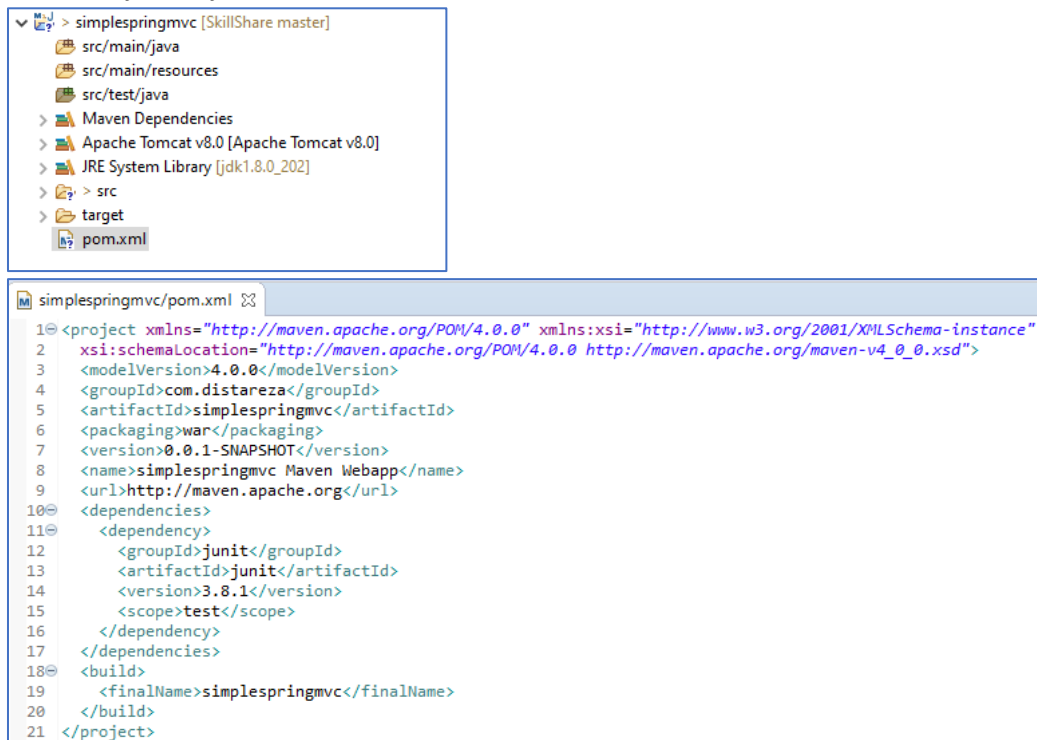 > simplespringmvc [SkillShare master]
src/main/java
src/main/resources
src/test/java
> Maven Dependencies
> Apache Tomcat v8.0 [Apache Tomcat v8.0]
> JRE System Library [jdk1.8.0_202]
> > src
> target
pom.xml
simplespringmvc/pom.xml
1 <project xmlns="http://maven.apache.org/POM/4.0.0" xmlns:xsi="http://www.w3.org/2001/XMLSchema-instance"
2 xsi:schemaLocation="http://maven.apache.org/POM/4.0.0 http://maven.apache.org/maven-v4_0_0.xsd">
3 <modelVersion>4.0.0</modelVersion>
4 <groupId>com.distareza</groupId>
5 <artifactId>simplespringmvc</artifactId>
6 <packaging>war</packaging>
7 <version>0.0.1-SNAPSHOT</version>
8 <name>simplespringmvc Maven Webapp</name>
9 <url>http://maven.apache.org</url>
10 <dependencies>
11 <dependency>
12 <groupId>junit</groupId>
13 <artifactId>junit</artifactId>
14 <version>3.8.1</version>
15 <scope>test</scope>
16 </dependency>
17 </dependencies>
18 <build>
19 <finalName>simplespringmvc</finalName>
20 </build>
21 </project>